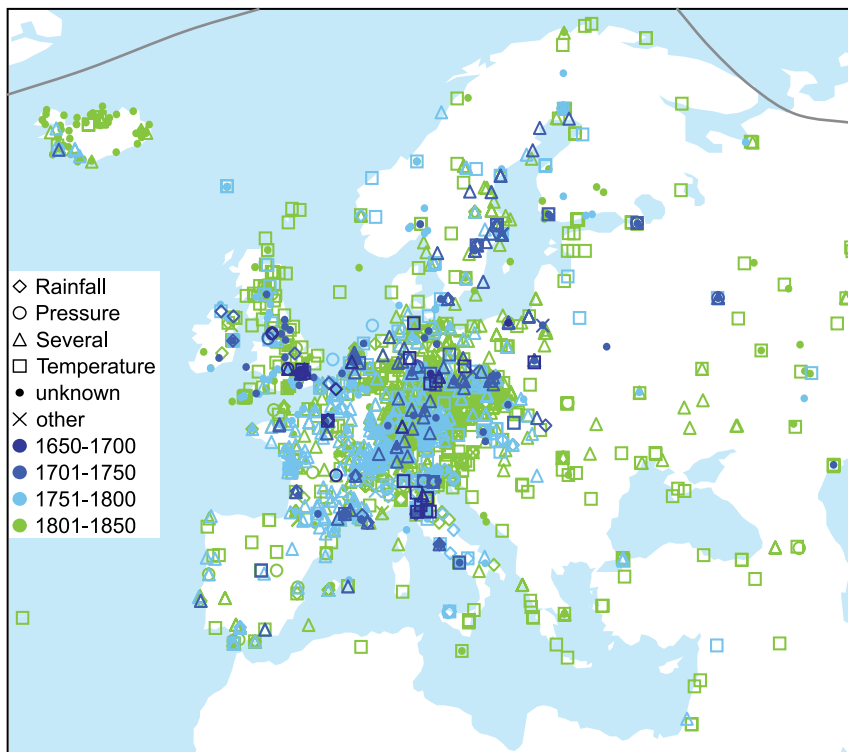 Rainfall
Pressure
Several
Temperature
unknown
other
1650-1700
1701-1750
1751-1800
1801-1850